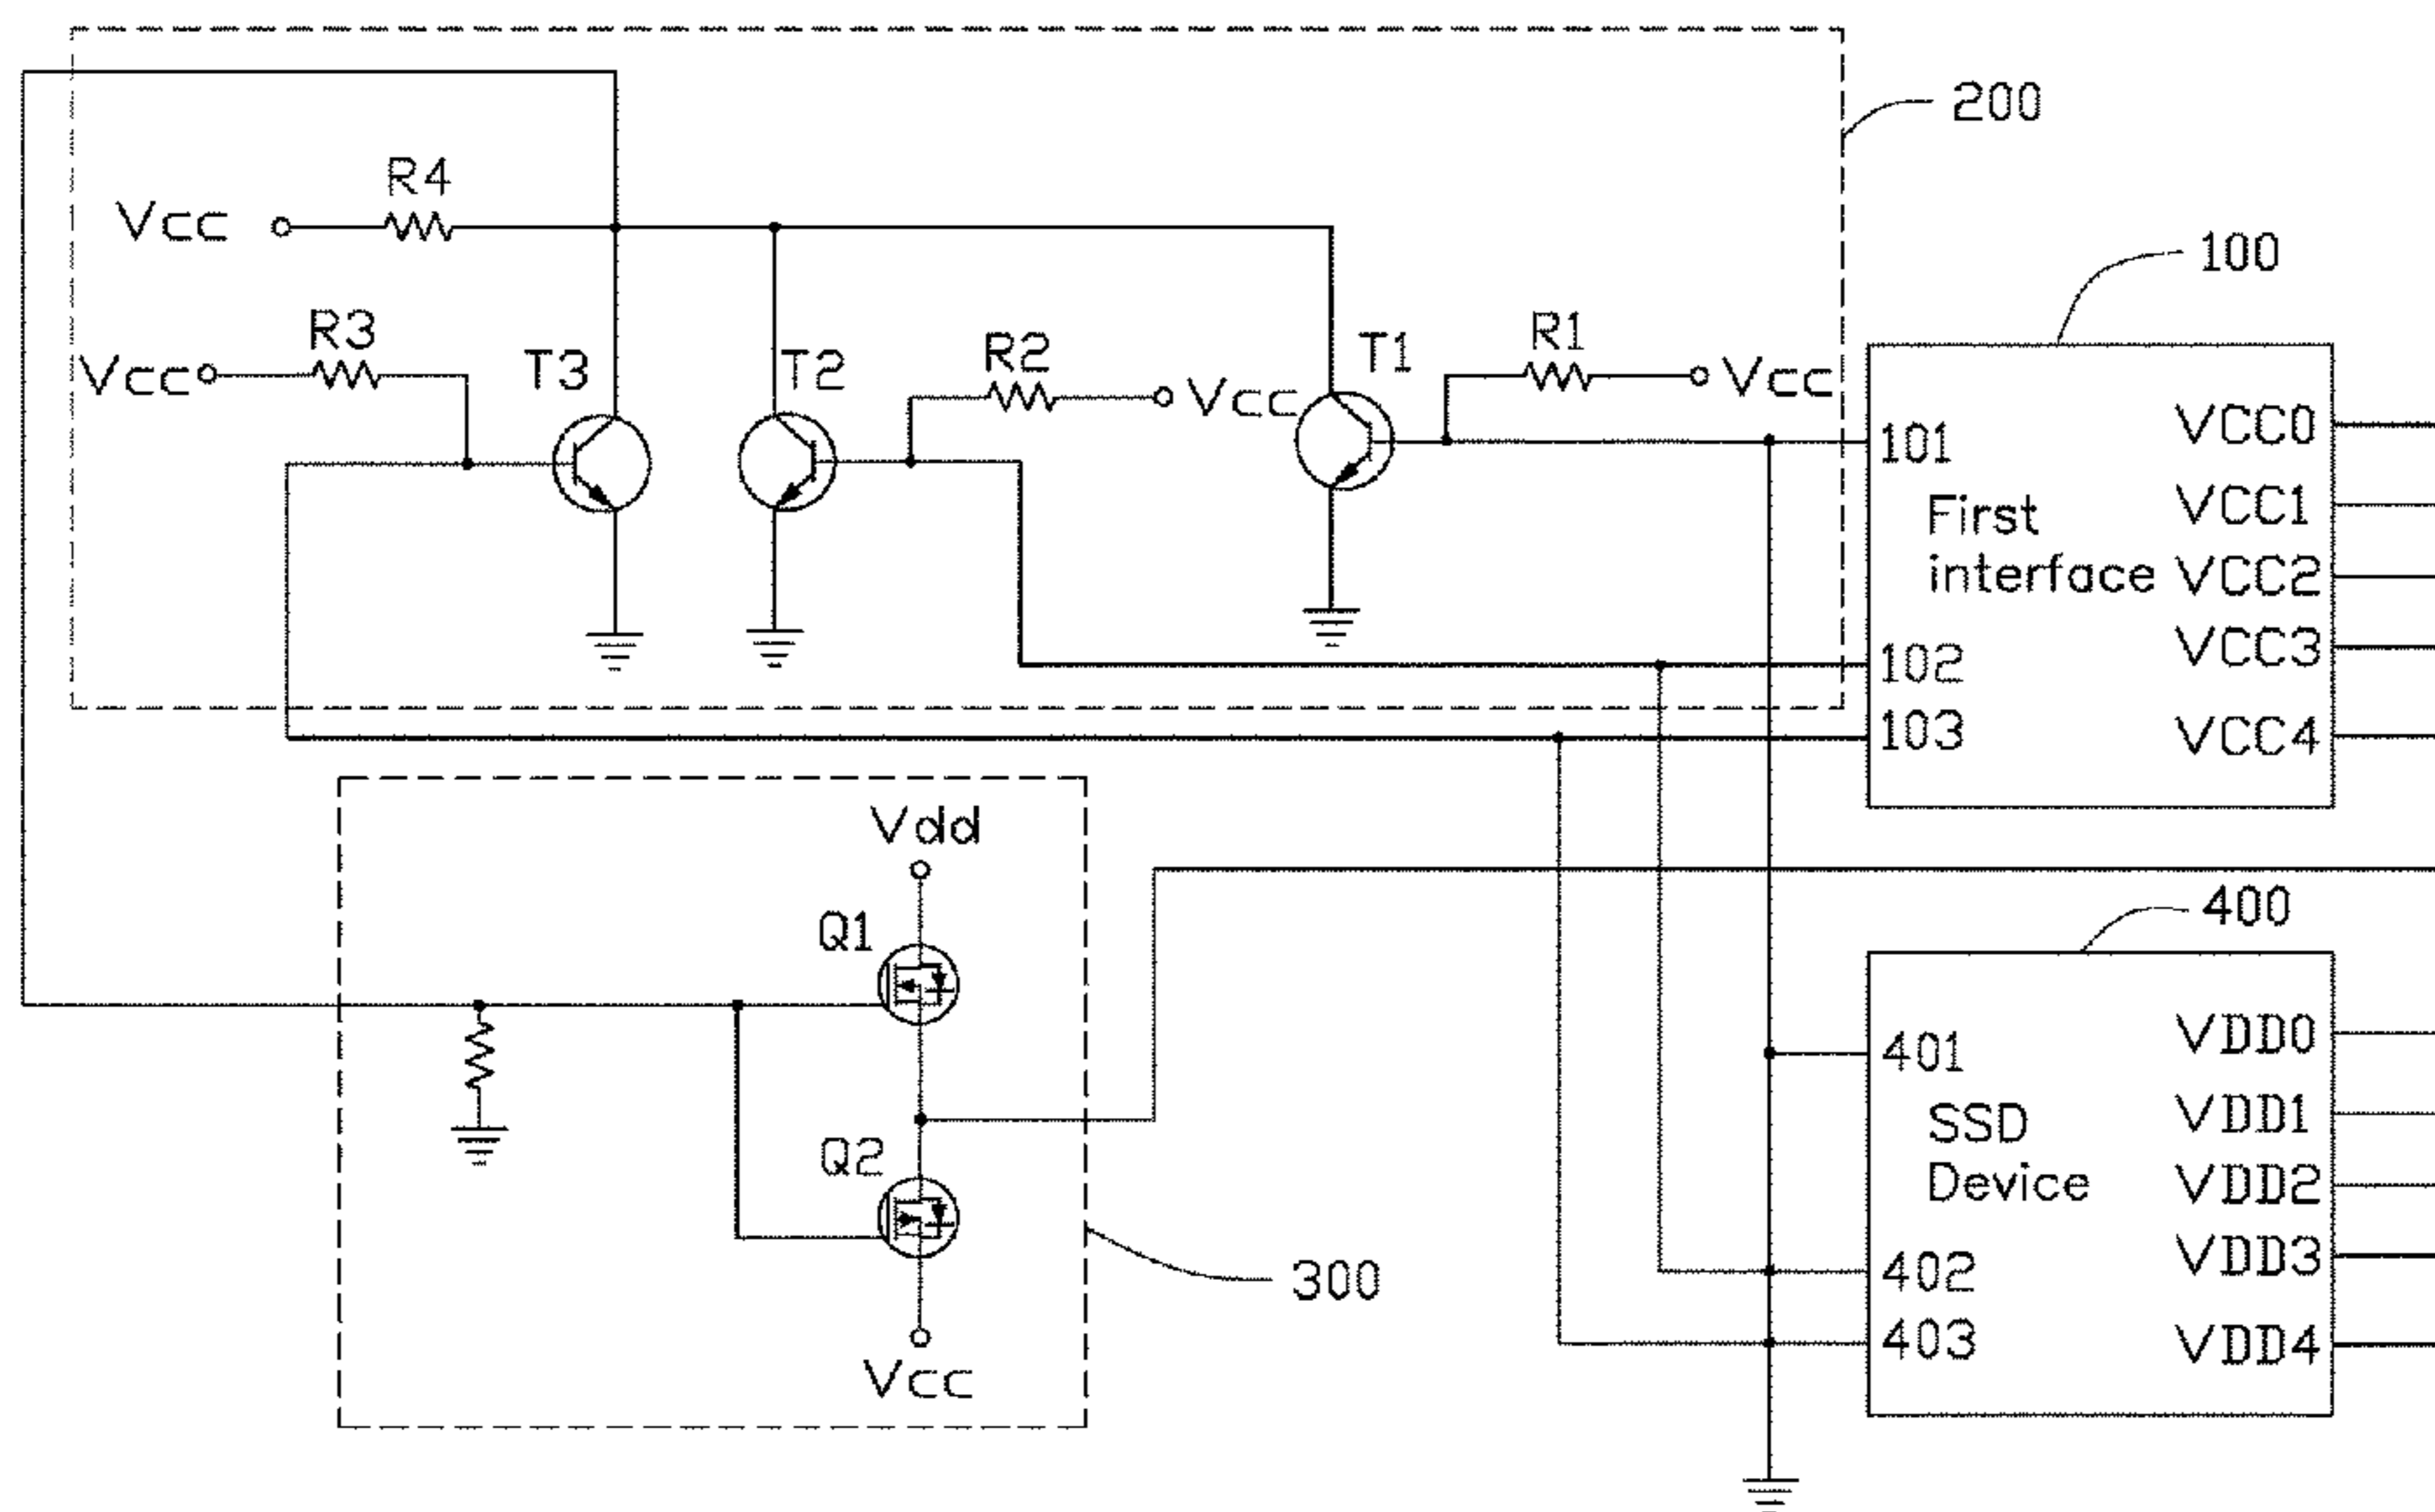 200
R4
Vcc
100
R3
Vcc
T3
T2
R2
Vcc
T1
R1
Vcc
101
VCC0
First
interface
VCC1
VCC2
102
VCC3
103
VCC4
Vdd
Q1
400
401
VDD0
SSD
Device
VDD1
Q2
VDD2
300
402
VDD3
403
VDD4
Vcc